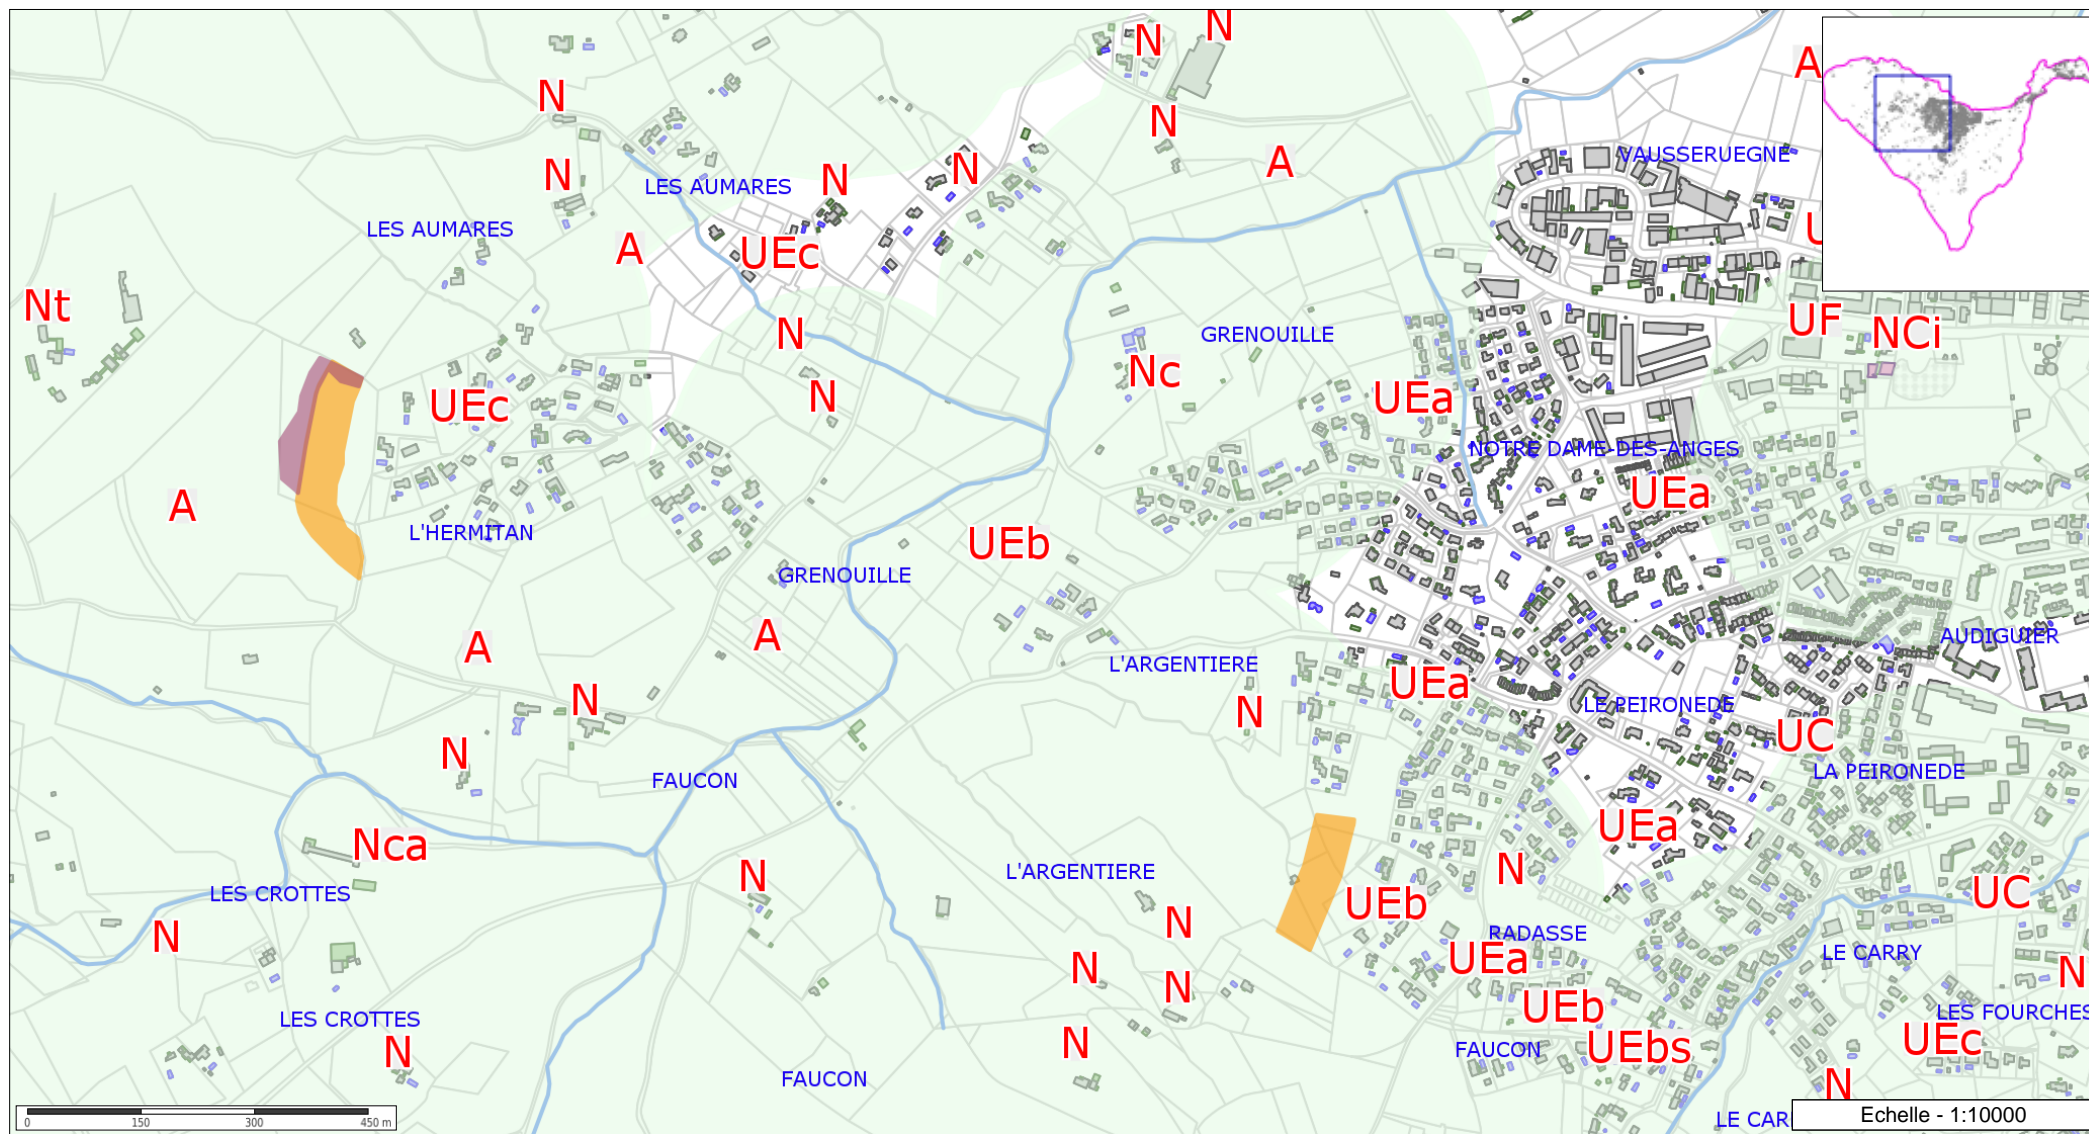 N
N
A
N
N
A
VAUSSERUEGNE
N
N
N
LES AUMARES
LES AUMARES
A
UEc
U
Nt
N
GRENOUILLE
UF
NCi
Nc
N
UEa
UEc
NOTRE DAME-DES-ANGES
UEa
A
L'HERMITAN
UEb
GRENOUILLE
A
A
AUDIGUIER
L'ARGENTIERE
UEa
N
N
LE PEIRONEDE
UC
N
FAUCON
LA PEIRONEDE
UEa
Nca
L'ARGENTIERE
N
N
UC
LES CROTTES
UEb
N
N
RADASSE
LE CARRY
UEa
N
N
N
UEb
LES FOURCHES
LES CROTTES
UEc
N
N
FAUCON
UEbs
FAUCON
N
LE CAR
0 150 300 450 m
Echelle - 1:10000